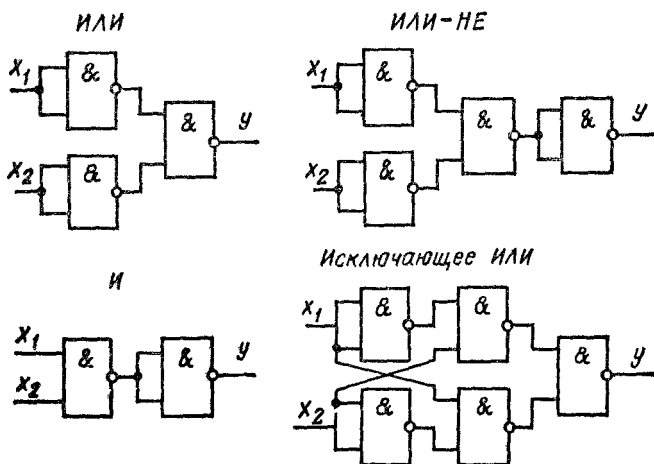 ИЛИ
X1 & & & X2 y
ИЛИ-НЕ
X1 & & & & X2 y
И
X1 X2 & & y
Исключающее ИЛИ
X1 & & & y
X2 & &